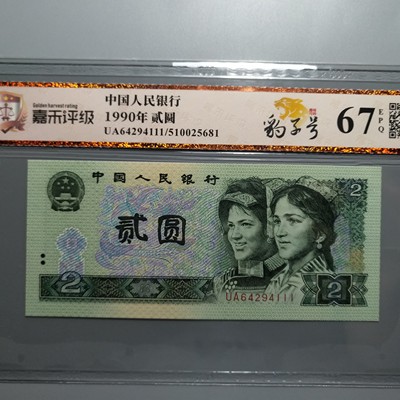 Golden harvest rating
嘉禾评级
中国人民银行
1990年 贰圆
UA64294111/510025681
豹子号
67
EPQ
中国人民银行
2
贰圆
2
UA64294111
2